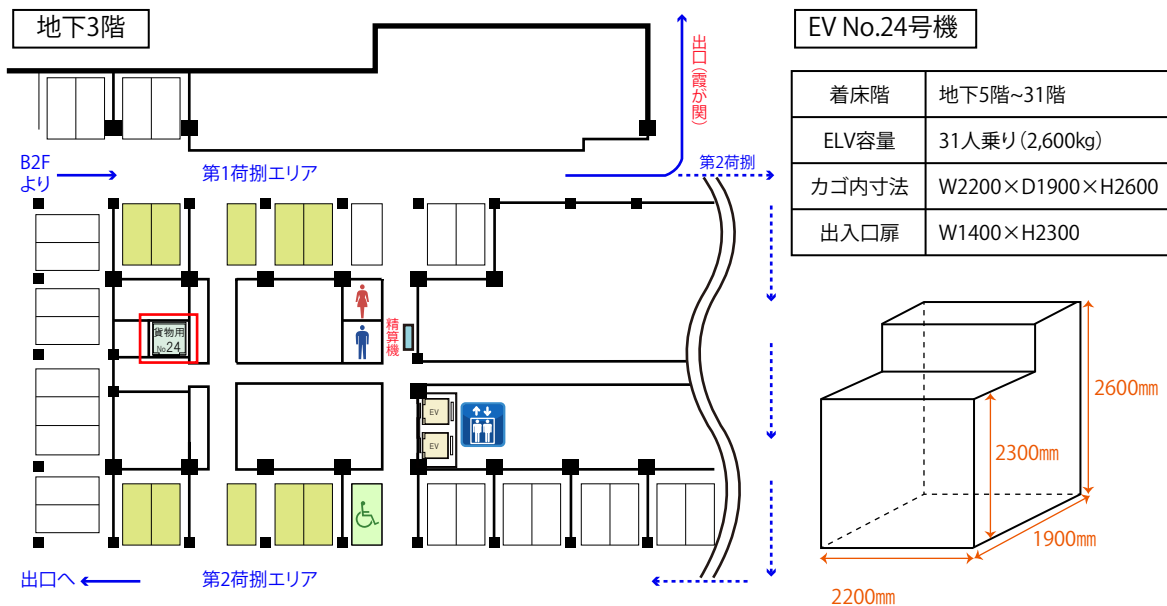 地下3階
EV No.24号機
出口(霞が関)
着床階 地下5階~31階
ELV容量 31人乗り(2,600kg)
カゴ内寸法 W2200×D1900×H2600
出入口扉 W1400×H2300
B2F
より
第1荷捌エリア
第2荷捌
貨物用
No24
精算機
EV
EV
2600㎜
2300㎜
1900㎜
2200㎜
出口へ
第2荷捌エリア